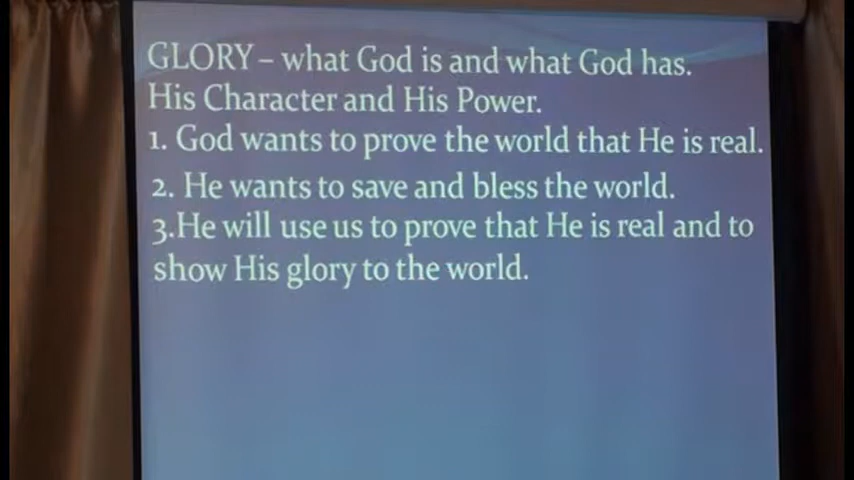 GLORY – what God is and what God has.
His Character and His Power.
1. God wants to prove the world that He is real.
2. He wants to save and bless the world.
3.He will use us to prove that He is real and to
show His glory to the world.